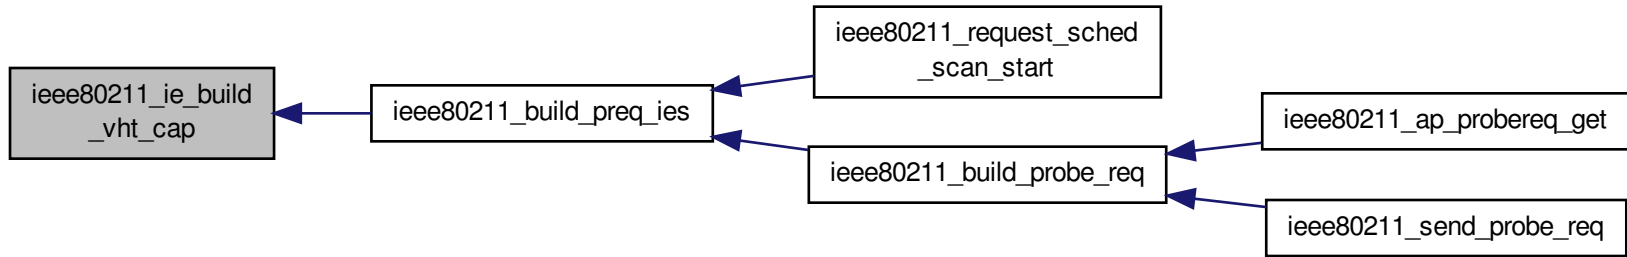 ieee80211_ie_build
_vht_cap
ieee80211_build_preq_ies
ieee80211_request_sched
_scan_start
ieee80211_build_probe_req
ieee80211_ap_probereq_get
ieee80211_send_probe_req